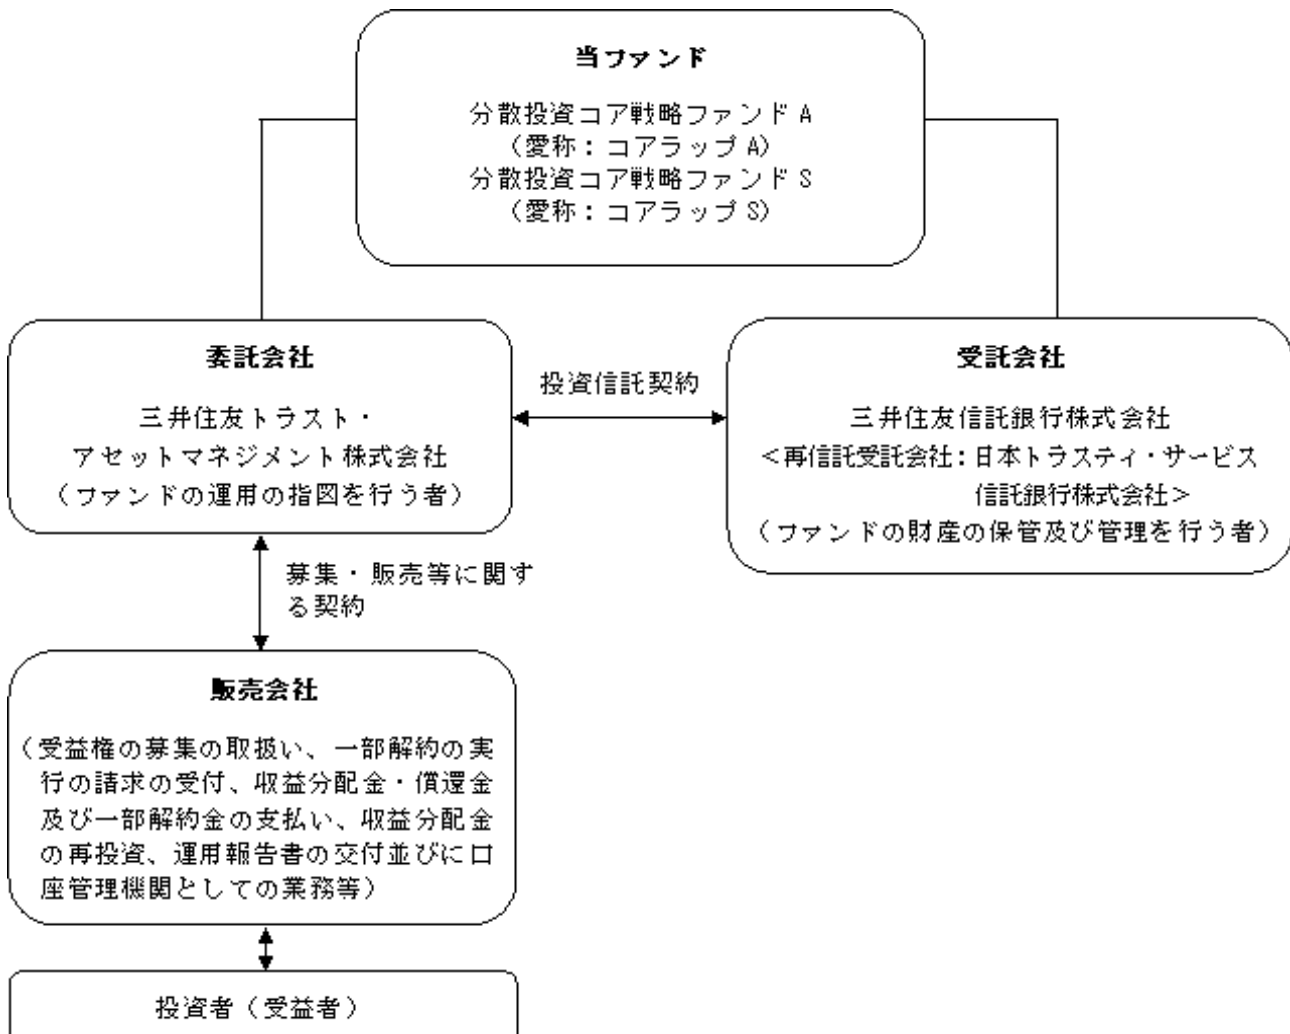 当ファンド
分散投資コア戦略ファンドA
（愛称：コアラップA）
分散投資コア戦略ファンドS
（愛称：コアラップS）
委託会社
三井住友トラスト・
アセットマネジメント株式会社
（ファンドの運用の指図を行う者）
投資信託契約
受託会社
三井住友信託銀行株式会社
＜再信託受託会社：日本トラスティ・サービス
信託銀行株式会社＞
（ファンドの財産の保管及び管理を行う者）
募集・販売等に関す
る契約
販売会社
（受益権の募集の取扱い、一部解約の実
行の請求の受付、収益分配金・償還金
及び一部解約金の支払い、収益分配金
の再投資、運用報告書の交付並びに口
座管理機関としての業務等）
投資者（受益者）